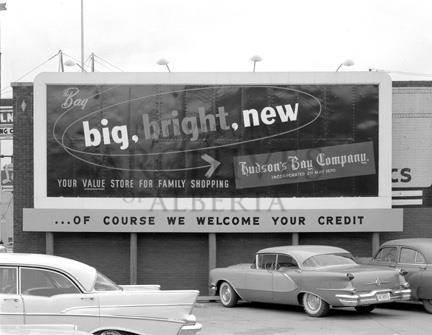 Bay
big, bright, new
Hudson's Bay Company.
INCORPORATED 2ND MAY 1670.
YOUR VALUE STORE FOR FAMILY SHOPPING
...OF COURSE WE WELCOME YOUR CREDIT
OF ALBERTA
CS